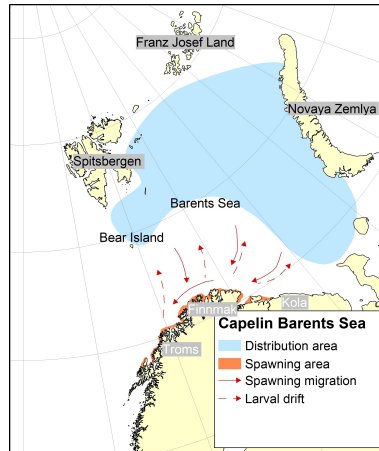 Franz Josef Land
Novaya Zemlya
Spitsbergen
Barents Sea
Bear Island
Kola
Finnmak
Troms
Capelin Barents Sea
Distribution area
Spawning area
Spawning migration
Larval drift